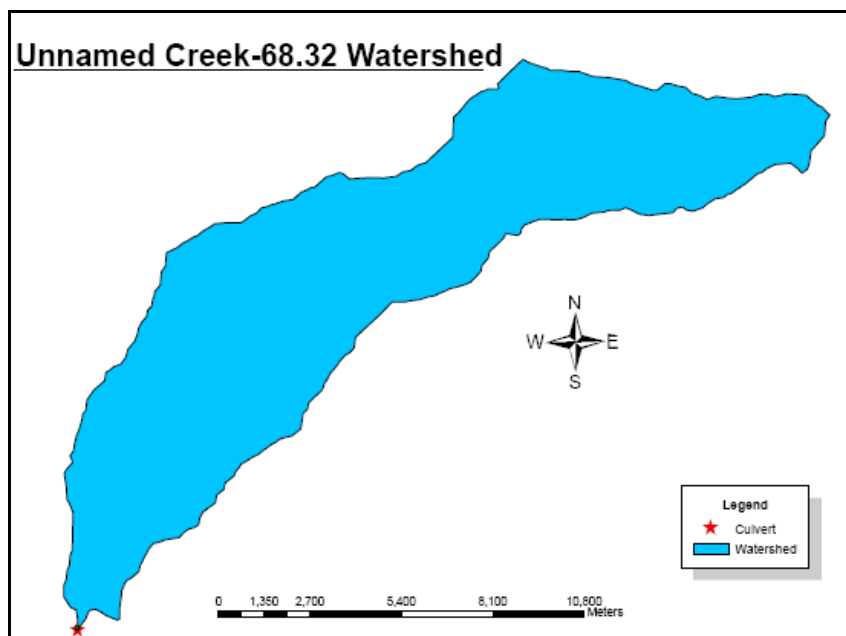 Unnamed Creek-68.32 Watershed
N
W E
S
Legend
Culvert
Watershed
0 1,350 2,700 5,400 8,100 10,800
Meters